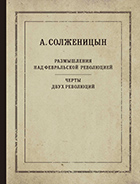 А. СОЛЖЕНИЦЫН
РАЗМЫШЛЕНИЯ
НАД ФЕВРАЛЬСКОЙ РЕВОЛЮЦИЕЙ
ЧЕРТЫ
ДВУХ РЕВОЛЮЦИЙ